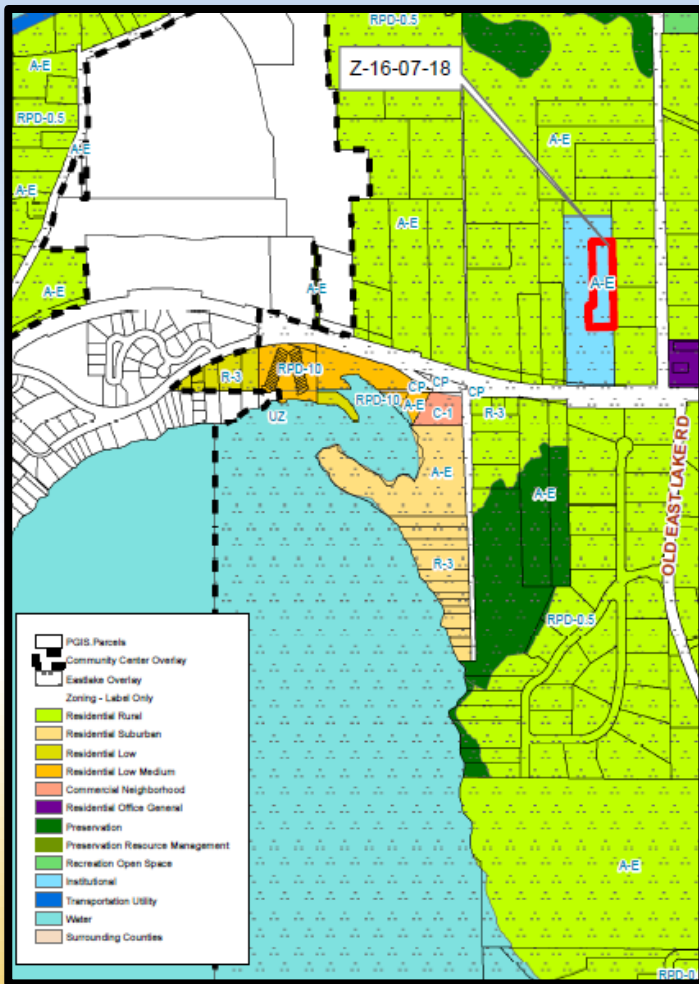 RPD-0.5
A-E
Z-16-07-18
RPD-0.5
A-E
A-E
A-E
A-E
A-E
A-E
A-E
R-3
RPD-10
RPD-10
CP
CP
CP
A-E
C-1
R-3
UZ
A-E
A-E
OLD EAST LAKE RD
R-3
RPD-0.5
PGIS.Parcels
Community Center Overlay
Eastlake Overlay
Zoning - Label Only
Residential Rural
Residential Suburban
Residential Low
Residential Low Medium
Commercial Neighborhood
Residential Office General
Preservation
Preservation Resource Management
Recreation Open Space
Institutional
Transportation Utility
Water
Surrounding Counties
A-E
RPD-0